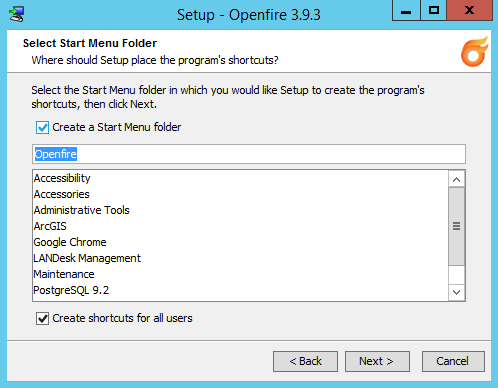 Setup - Openfire 3.9.3
Select Start Menu Folder
Where should Setup place the program's shortcuts?
Select the Start Menu folder in which you would like Setup to create the program's
shortcuts, then click Next.
Create a Start Menu folder
Openfire
Accessibility
Accessories
Administrative Tools
ArcGIS
Google Chrome
LANDesk Management
Maintenance
PostgreSQL 9.2
Create shortcuts for all users
< Back
Next >
Cancel